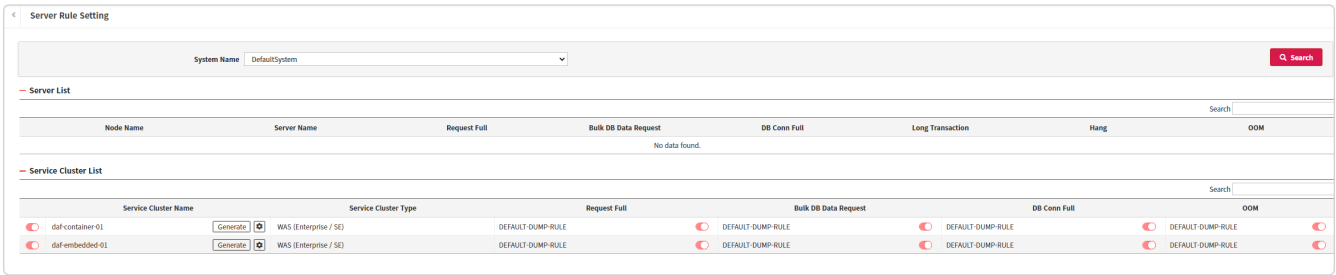 Server Rule Setting
System Name DefaultSystem Search
Server List
Search
Node Name Server Name Request Full Bulk DB Data Request DB Conn Full Long Transaction Hang OOM
No data found.
Service Cluster List
Search
Service Cluster Name Service Cluster Type Request Full Bulk DB Data Request DB Conn Full OOM
daf-container-01 Generate WAS (Enterprise / SE) DEFAULT-DUMP-RULE DEFAULT-DUMP-RULE DEFAULT-DUMP-RULE DEFAULT-DUMP-RULE
daf-embedded-01 Generate WAS (Enterprise / SE) DEFAULT-DUMP-RULE DEFAULT-DUMP-RULE DEFAULT-DUMP-RULE DEFAULT-DUMP-RULE